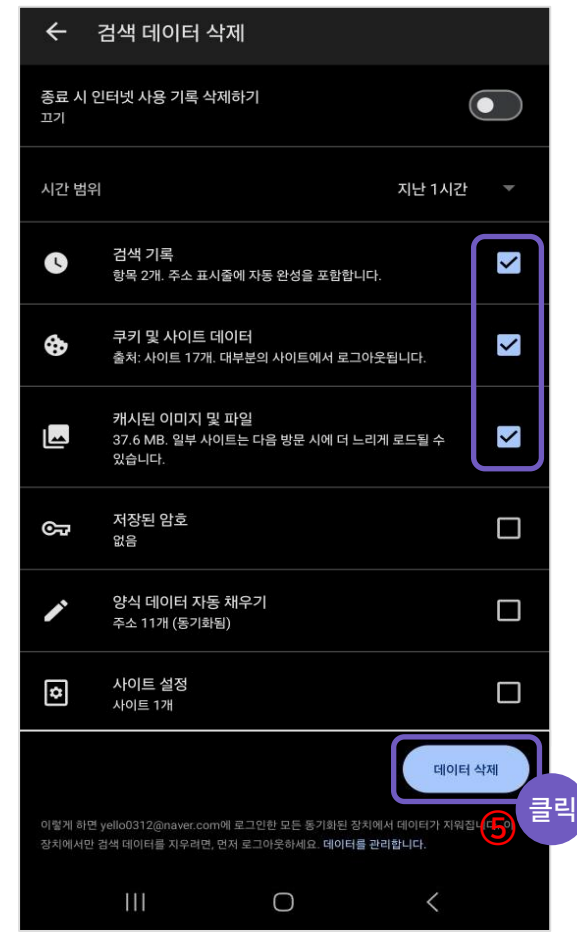 검색 데이터 삭제
종료 시 인터넷 사용 기록 삭제하기
끄기
시간 범위
지난 1시간
검색 기록
항목 2개. 주소 표시줄에 자동 완성을 포함합니다.
쿠키 및 사이트 데이터
출처: 사이트 17개. 대부분의 사이트에서 로그아웃됩니다.
캐시된 이미지 및 파일
37.6 MB. 일부 사이트는 다음 방문 시에 더 느리게 로드될 수
있습니다.
저장된 암호
없음
양식 데이터 자동 채우기
주소 11개 (동기화됨)
사이트 설정
사이트 1개
데이터 삭제
클릭
⑤
이렇게 하면 yello0312@naver.com에 로그인한 모든 동기화된 장치에서 데이터가 지워집니다. 이
장치에서만 검색 데이터를 지우려면, 먼저 로그아웃하세요. 데이터를 관리합니다.